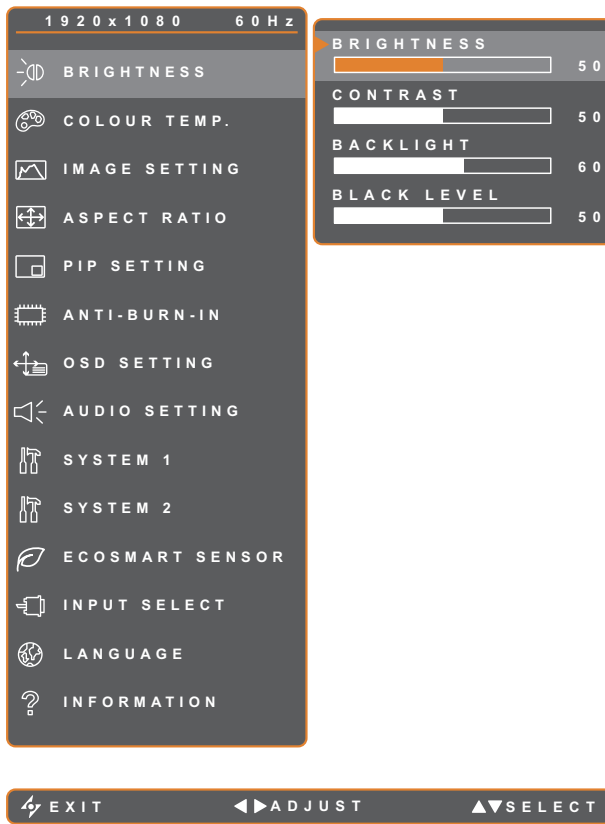 1920x1080 60Hz
BRIGHTNESS
COLOUR TEMP.
IMAGE SETTING
ASPECT RATIO
PIP SETTING
ANTI-BURN-IN
OSD SETTING
AUDIO SETTING
SYSTEM 1
SYSTEM 2
ECOSMART SENSOR
INPUT SELECT
LANGUAGE
INFORMATION
BRIGHTNESS
50
CONTRAST
50
BACKLIGHT
60
BLACK LEVEL
50
EXIT ADJUST SELECT